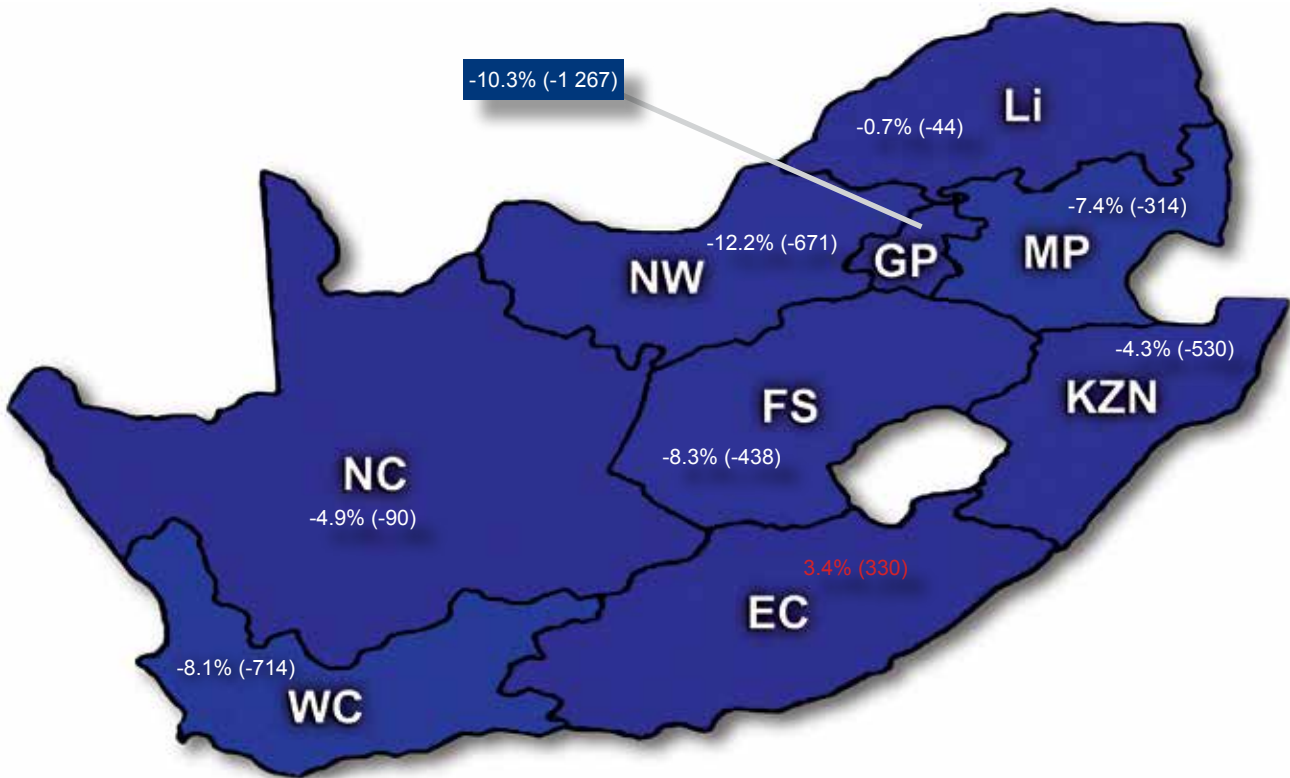 -10.3% (-1 267)
Li
-0.7% (-44)
-7.4% (-314)
MP
-12.2% (-671)
NW
GP
-4.3% (-530)
KZN
FS
-8.3% (-438)
NC
-4.9% (-90)
3.4% (330)
EC
-8.1% (-714)
WC